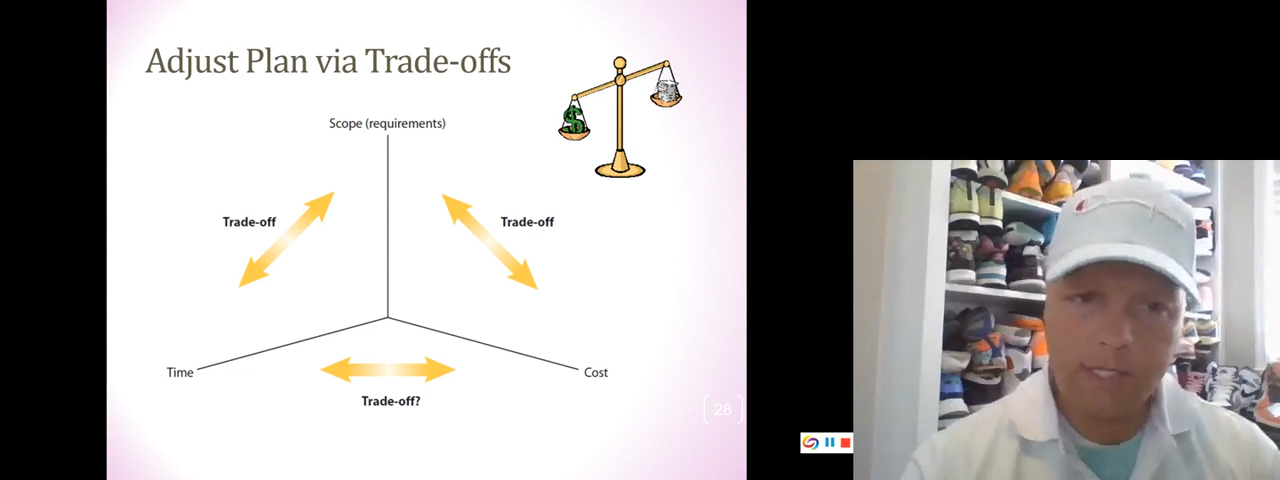 Adjust Plan via Trade-offs
Scope (requirements)
Trade-off
Trade-off
Time
Cost
Trade-off?
28
$